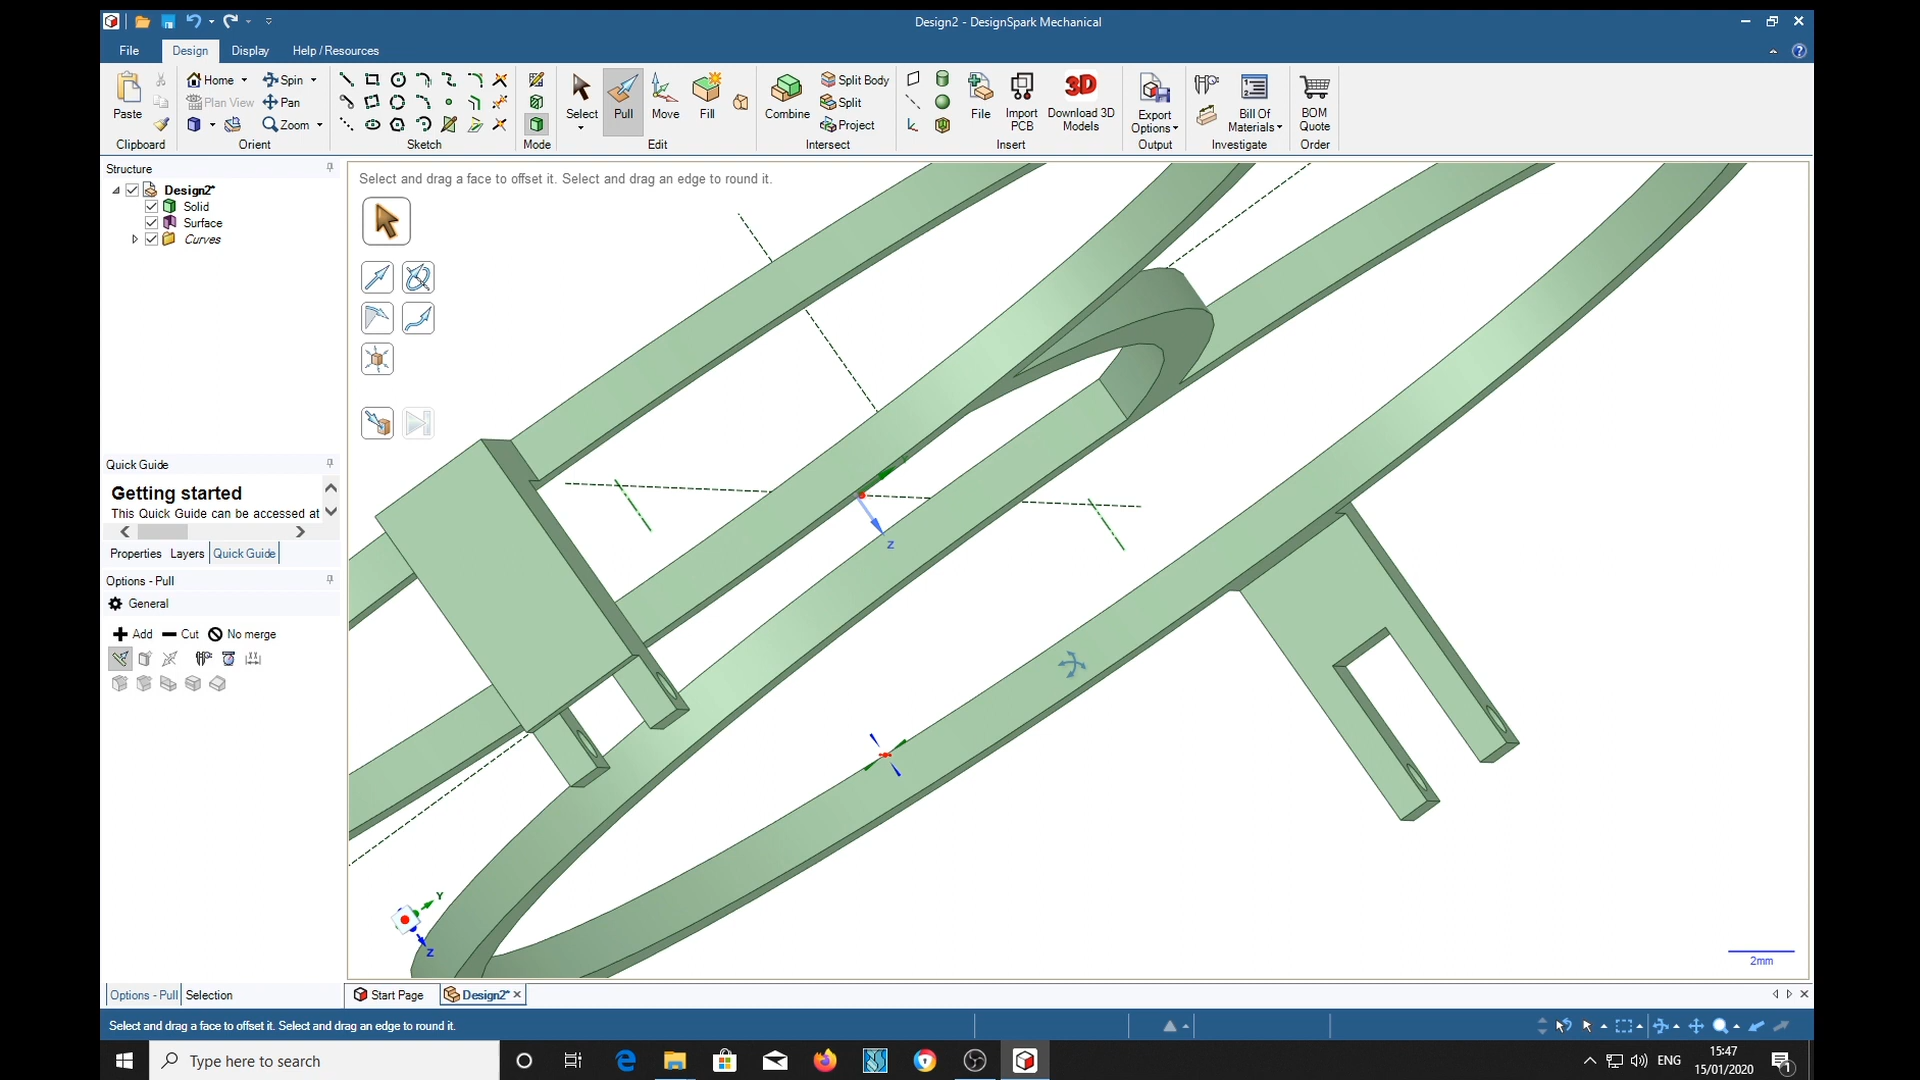 Design2 - DesignSpark Mechanical
File
Design
Display
Help / Resources
Paste
Clipboard
Home
Spin
Plan View
Pan
Zoom
Orient
Sketch
Mode
Select
Pull
Move
Fill
Edit
Combine
Split Body
Split
Project
Intersect
File
Import PCB
3D
Download 3D Models
Insert
Export Options
Output
Bill Of Materials
Investigate
BOM Quote
Order
Structure
Design2*
Solid
Surface
Curves
Select and drag a face to offset it. Select and drag an edge to round it.
Quick Guide
Getting started
This Quick Guide can be accessed at
Properties Layers Quick Guide
Options - Pull
General
Add Cut No merge
Z
Y
Z
2mm
Options - Pull Selection
Start Page
Design2*
Select and drag a face to offset it. Select and drag an edge to round it.
Type here to search
ENG
15:47
15/01/2020
1